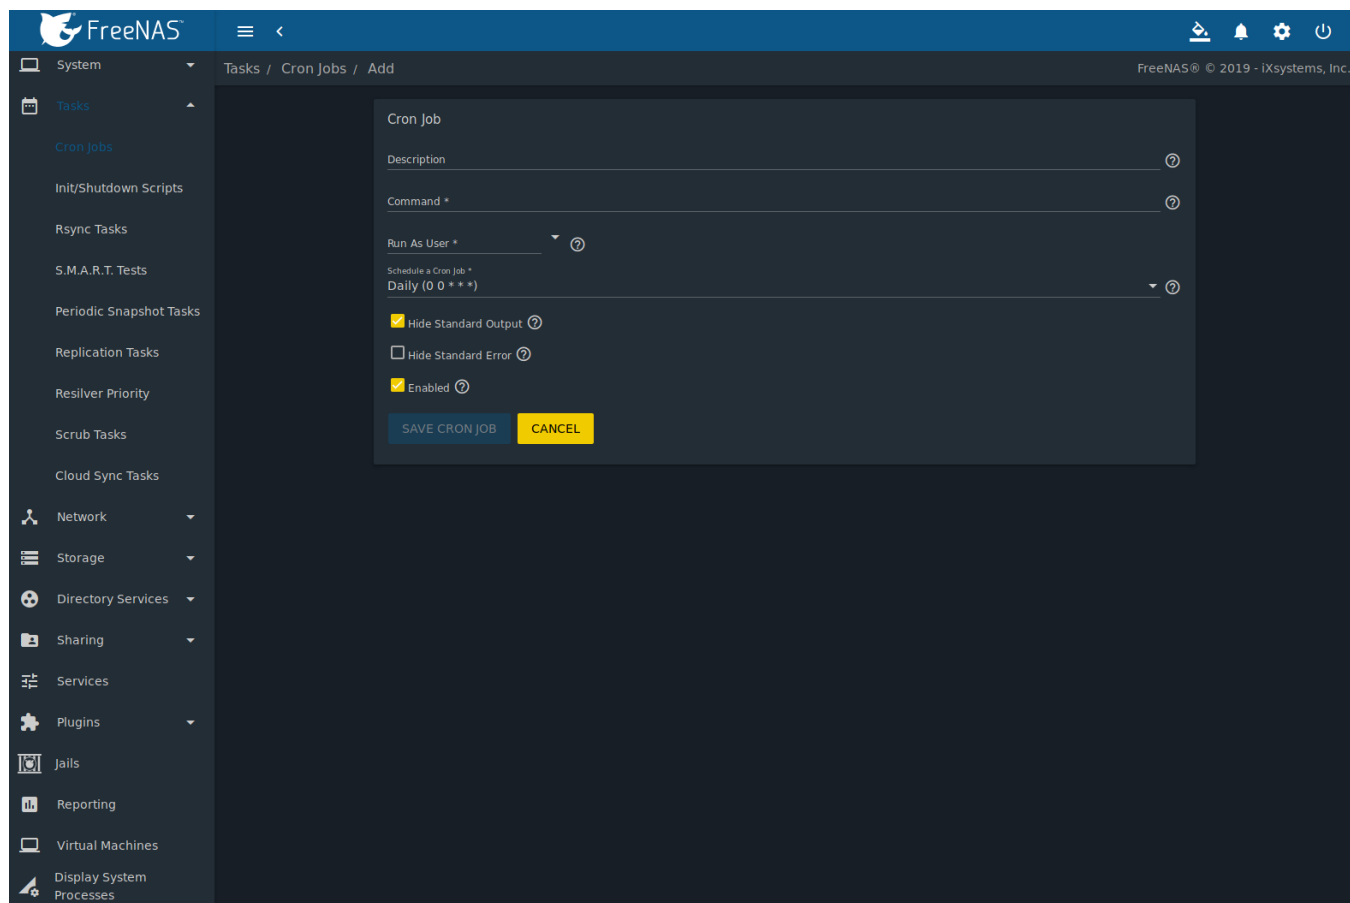 FreeNAS™
System
Tasks / Cron Jobs / Add
FreeNAS® © 2019 - iXsystems, Inc.
Tasks
Cron Jobs
Init/Shutdown Scripts
Rsync Tasks
S.M.A.R.T. Tests
Periodic Snapshot Tasks
Replication Tasks
Resilver Priority
Scrub Tasks
Cloud Sync Tasks
Network
Storage
Directory Services
Sharing
Services
Plugins
Jails
Reporting
Virtual Machines
Display System
Processes
Cron Job
Description
Command *
Run As User *
Schedule a Cron Job *
Daily (0 0 * * *)
Hide Standard Output
Hide Standard Error
Enabled
SAVE CRON JOB CANCEL